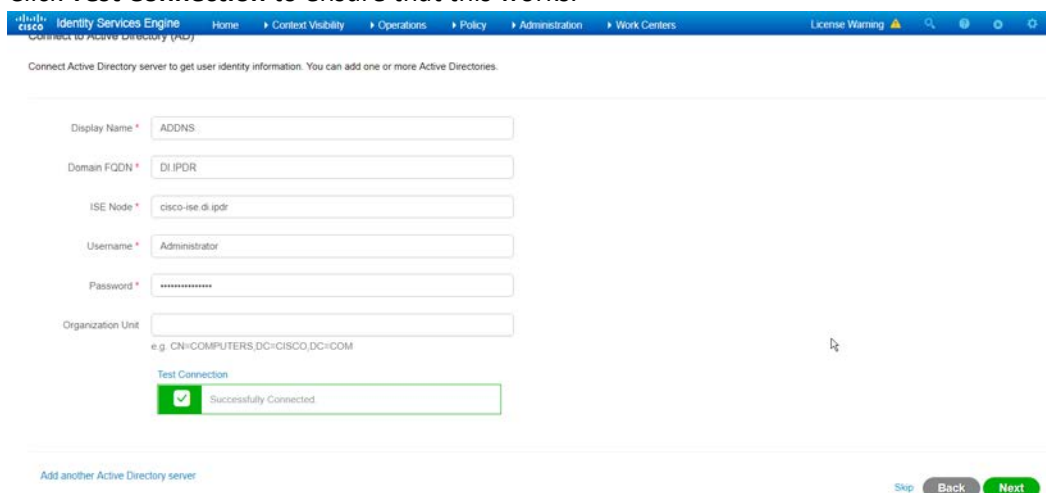 Click Test Connection to ensure that this works.
cisco Identity Services Engine Home Context Visibility Operations Policy Administration Work Centers License Warning
Connect to Active Directory (AD)
Connect Active Directory server to get user identity information. You can add one or more Active Directories.
Display Name * ADDNS
Domain FQDN * DI.IPDR
ISE Node * cisco-ise.di.ipdr
Username * Administrator
Password * •••••••••••••••
Organization Unit
e.g. CN=COMPUTERS,DC=CISCO,DC=COM
Test Connection
Successfully Connected
Add another Active Directory server
Skip Back Next